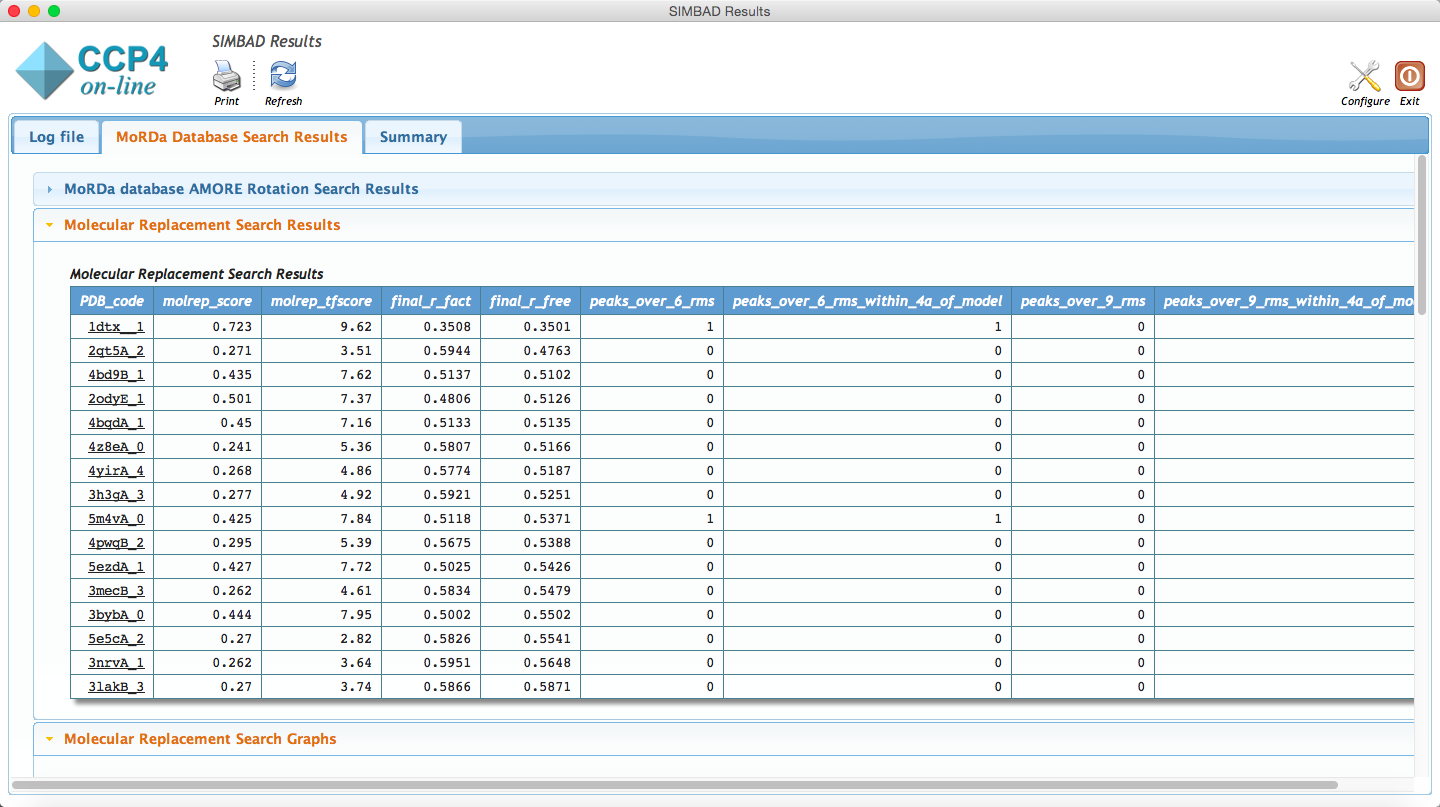 SIMBAD Results
CCP4
on-line
SIMBAD Results
Print
Refresh
Configure
Exit
Log file
MoRDa Database Search Results
Summary
MoRDa database AMORE Rotation Search Results
Molecular Replacement Search Results
Molecular Replacement Search Results
PDB_code molrep_score molrep_tfscore final_r_fact final_r_free peaks_over_6_rms peaks_over_6_rms_within_4a_of_model peaks_over_9_rms peaks_over_9_rms_within_4a_of_mo
1dtx__1 0.723 9.62 0.3508 0.3501 1 1 0
2qt5A_2 0.271 3.51 0.5944 0.4763 0 0 0
4bd9B_1 0.435 7.62 0.5137 0.5102 0 0 0
2odyE_1 0.501 7.37 0.4806 0.5126 0 0 0
4bqdA_1 0.45 7.16 0.5133 0.5135 0 0 0
4z8eA_0 0.241 5.36 0.5807 0.5166 0 0 0
4yirA_4 0.268 4.86 0.5774 0.5187 0 0 0
3h3gA_3 0.277 4.92 0.5921 0.5251 0 0 0
5m4vA_0 0.425 7.84 0.5118 0.5371 1 1 0
4pwqB_2 0.295 5.39 0.5675 0.5388 0 0 0
5ezdA_1 0.427 7.72 0.5025 0.5426 0 0 0
3mecB_3 0.262 4.61 0.5834 0.5479 0 0 0
3bybA_0 0.444 7.95 0.5002 0.5502 0 0 0
5e5cA_2 0.27 2.82 0.5826 0.5541 0 0 0
3nrvA_1 0.262 3.64 0.5951 0.5648 0 0 0
3lakB_3 0.27 3.74 0.5866 0.5871 0 0 0
Molecular Replacement Search Graphs